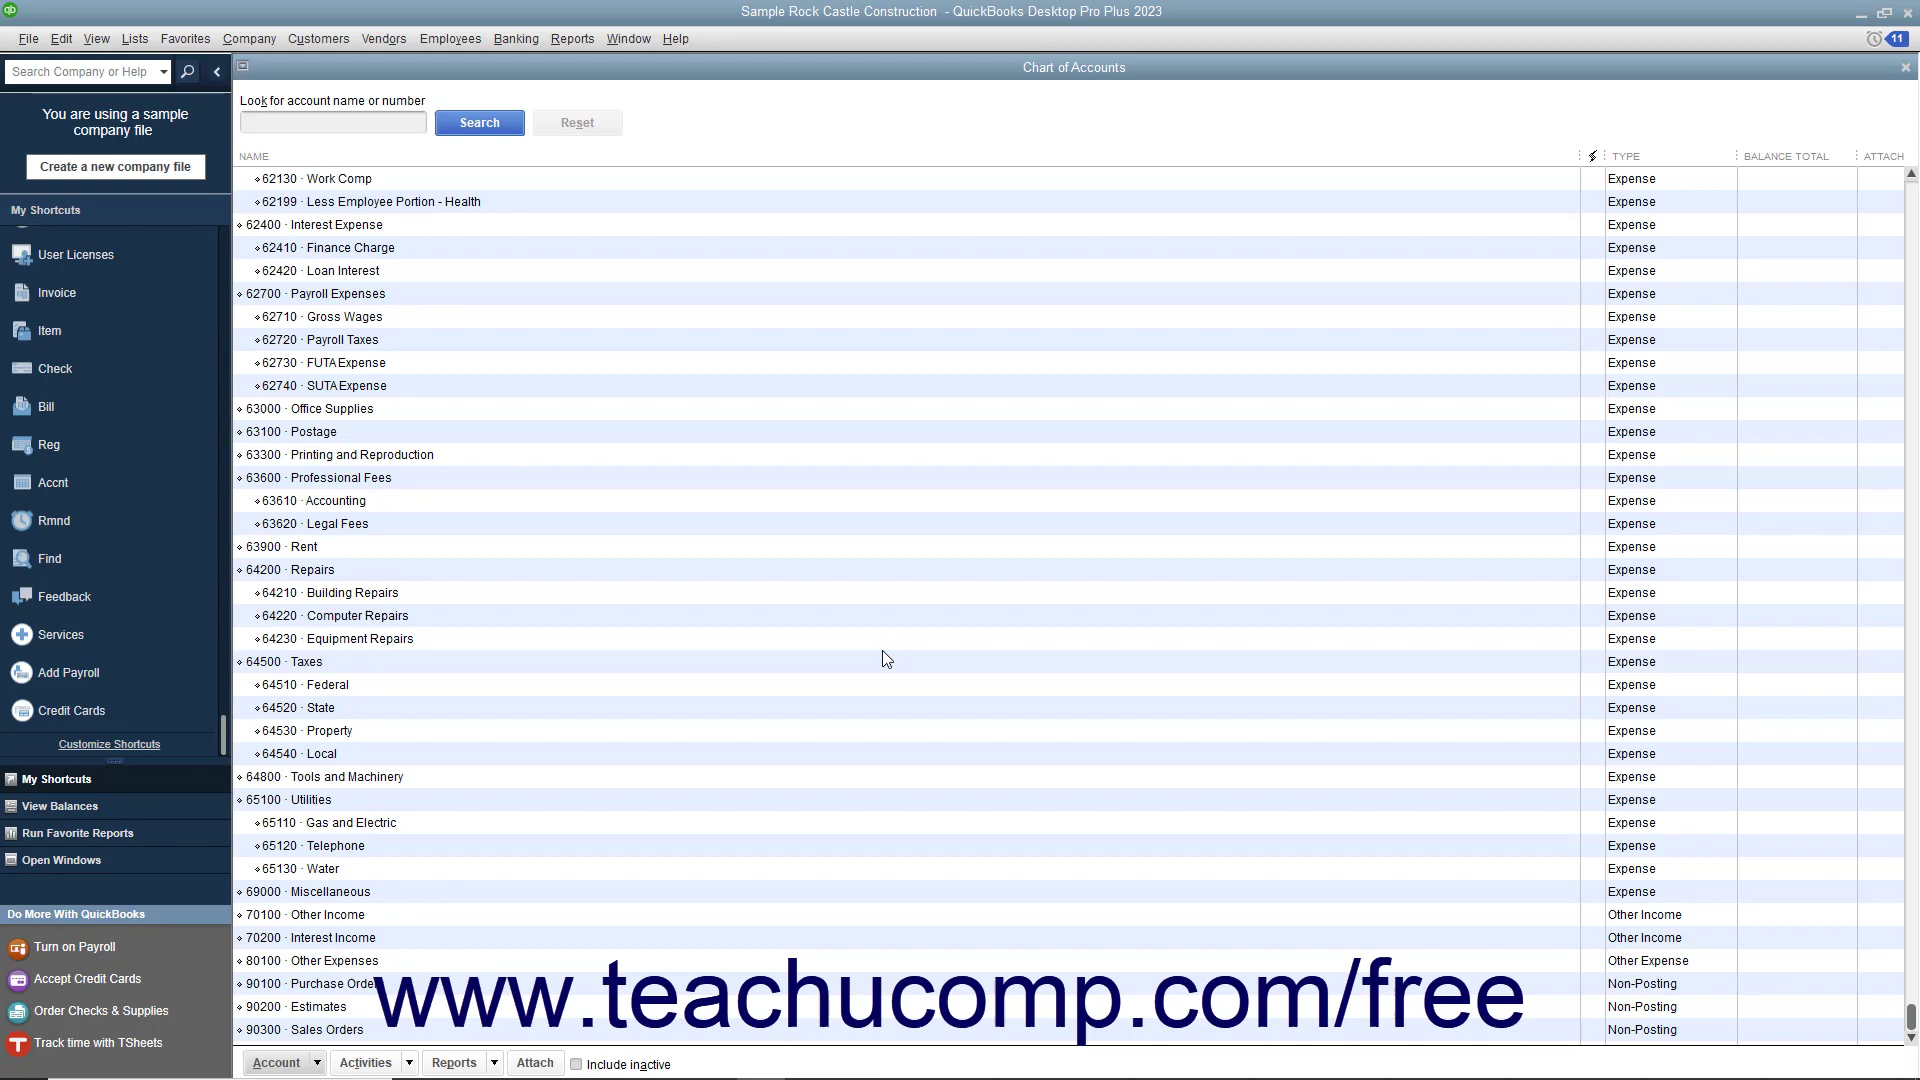 Sample Rock Castle Construction - QuickBooks Desktop Pro Plus 2023
File Edit View Lists Favorites Company Customers Vendors Employees Banking Reports Window Help
11
Search Company or Help
Chart of Accounts
You are using a sample
company file
Create a new company file
My Shortcuts
User Licenses
Invoice
Item
Check
Bill
Reg
Accnt
Rmnd
Find
Feedback
Services
Add Payroll
Credit Cards
Customize Shortcuts
My Shortcuts
View Balances
Run Favorite Reports
Open Windows
Do More With QuickBooks
Turn on Payroll
Accept Credit Cards
Order Checks & Supplies
Track time with TSheets
Look for account name or number
Search Reset
NAME TYPE BALANCE TOTAL ATTACH
62130 · Work Comp Expense
62199 · Less Employee Portion - Health Expense
62400 · Interest Expense Expense
62410 · Finance Charge Expense
62420 · Loan Interest Expense
62700 · Payroll Expenses Expense
62710 · Gross Wages Expense
62720 · Payroll Taxes Expense
62730 · FUTA Expense Expense
62740 · SUTA Expense Expense
63000 · Office Supplies Expense
63100 · Postage Expense
63300 · Printing and Reproduction Expense
63600 · Professional Fees Expense
63610 · Accounting Expense
63620 · Legal Fees Expense
63900 · Rent Expense
64200 · Repairs Expense
64210 · Building Repairs Expense
64220 · Computer Repairs Expense
64230 · Equipment Repairs Expense
64500 · Taxes Expense
64510 · Federal Expense
64520 · State Expense
64530 · Property Expense
64540 · Local Expense
64800 · Tools and Machinery Expense
65100 · Utilities Expense
65110 · Gas and Electric Expense
65120 · Telephone Expense
65130 · Water Expense
69000 · Miscellaneous Expense
70100 · Other Income Other Income
70200 · Interest Income Other Income
80100 · Other Expenses Other Expense
90100 · Purchase Non-Posting
90200 · Estimates Non-Posting
90300 · Sales Orders Non-Posting
www.teachucomp.com/free
Account Activities Reports Attach Include inactive